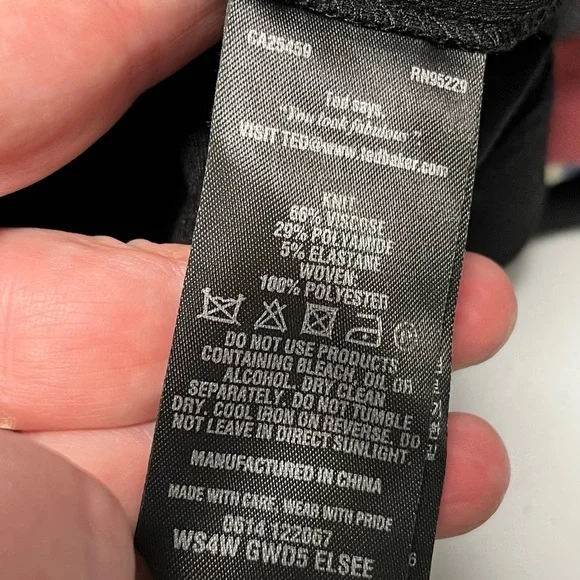 CA25459
RN95229
Ted says,
"You look fabulous"
VISIT TED@www.tedbaker.com
KNIT:
66% VISCOSE
29% POLYAMIDE
5% ELASTANE
WOVEN:
100% POLYESTED
DO NOT USE PRODUCTS
CONTAINING BLEACH, OIL OR
ALCOHOL. DRY CLEAN
SEPARATELY. DO NOT TUMBLE
DRY. COOL IRON ON REVERSE. DO
NOT LEAVE IN DIRECT SUNLIGHT.
MANUFACTURED IN CHINA
MADE WITH CARE, WEAR WITH PRIDE
0614 122067
WS4W GWD5 ELSEE
6